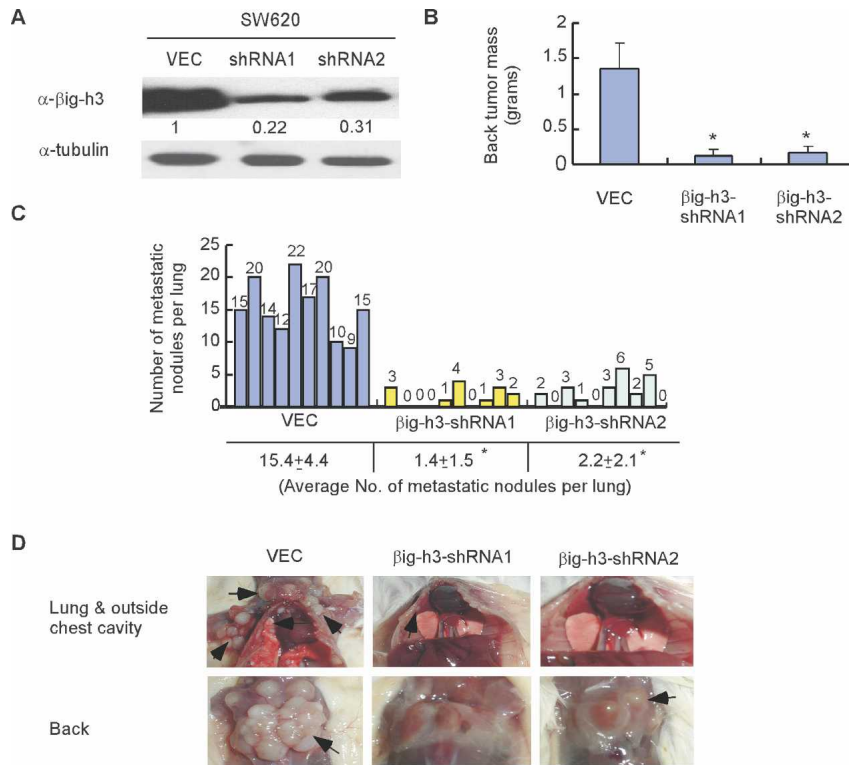 A
SW620
VEC shRNA1 shRNA2
α-βig-h3
1 0.22 0.31
α-tubulin
B
Back tumor mass
(grams)
2
1.5
1
0.5
0
* *
VEC βig-h3- βig-h3-
shRNA1 shRNA2
C
Number of metastatic
nodules per lung
25
20
15
10
5
0
15 20 14 12 22 17 20 10 9 15
3 0 0 0 1 4 0 1 3 2
2 0 3 1 0 3 6 2 5 0
VEC βig-h3-shRNA1 βig-h3-shRNA2
15.4±4.4 1.4±1.5 * 2.2±2.1 *
(Average No. of metastatic nodules per lung)
D
VEC βig-h3-shRNA1 βig-h3-shRNA2
Lung & outside
chest cavity
Back